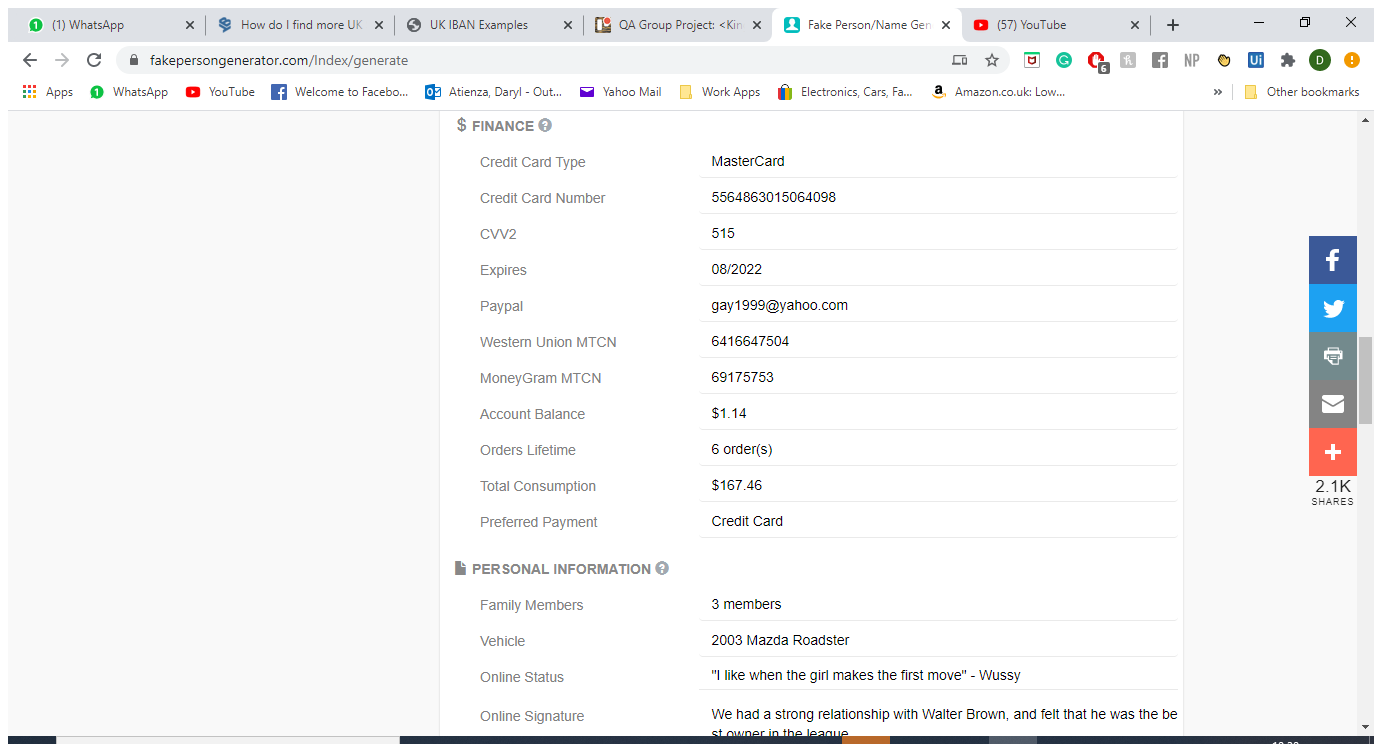 (1) WhatsApp
How do I find more UK
UK IBAN Examples
QA Group Project: <Kin
Fake Person/Name Gen
(57) YouTube
fakepersongenerator.com/Index/generate
6
NP
Ui
D
Apps
WhatsApp
YouTube
Welcome to Facebo...
Atienza, Daryl - Out...
Yahoo Mail
Work Apps
Electronics, Cars, Fa...
Amazon.co.uk: Low...
»
Other bookmarks
$ FINANCE
Credit Card Type MasterCard
Credit Card Number 5564863015064098
CVV2 515
Expires 08/2022
Paypal gay1999@yahoo.com
Western Union MTCN 6416647504
MoneyGram MTCN 69175753
Account Balance $1.14
Orders Lifetime 6 order(s)
Total Consumption $167.46
Preferred Payment Credit Card
2.1K
SHARES
PERSONAL INFORMATION
Family Members 3 members
Vehicle 2003 Mazda Roadster
Online Status "I like when the girl makes the first move" - Wussy
Online Signature We had a strong relationship with Walter Brown, and felt that he was the be
st owner in the league